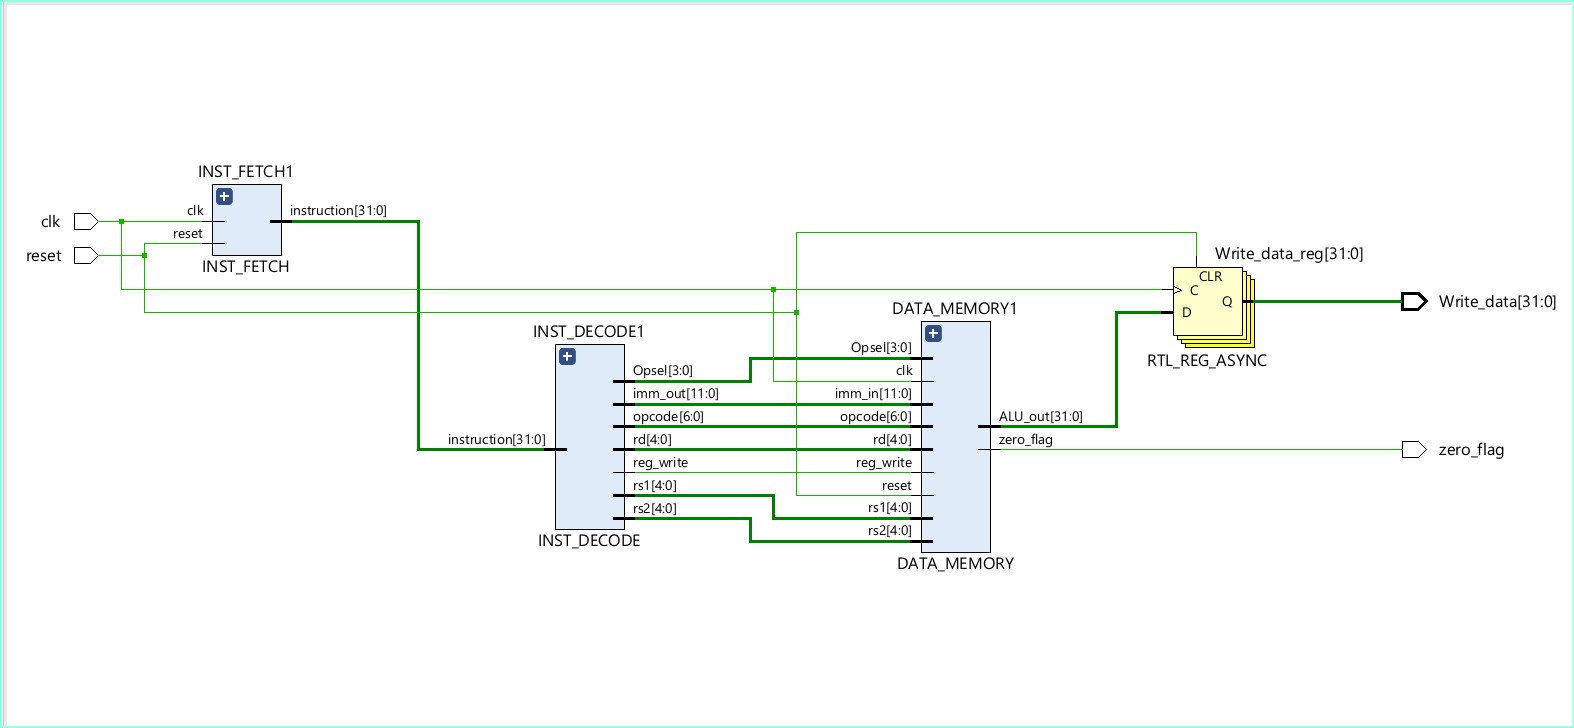 INST_FETCH1
clk
clk
instruction[31:0]
reset
reset
INST_FETCH
Write_data_reg[31:0]
CLR
C
Q
D
Write_data[31:0]
RTL_REG_ASYNC
INST_DECODE1
Opsel[3:0]
imm_out[11:0]
opcode[6:0]
instruction[31:0]
rd[4:0]
reg_write
rs1[4:0]
rs2[4:0]
INST_DECODE
DATA_MEMORY1
Opsel[3:0]
clk
imm_in[11:0]
opcode[6:0]
ALU_out[31:0]
rd[4:0]
zero_flag
reg_write
reset
rs1[4:0]
rs2[4:0]
DATA_MEMORY
zero_flag